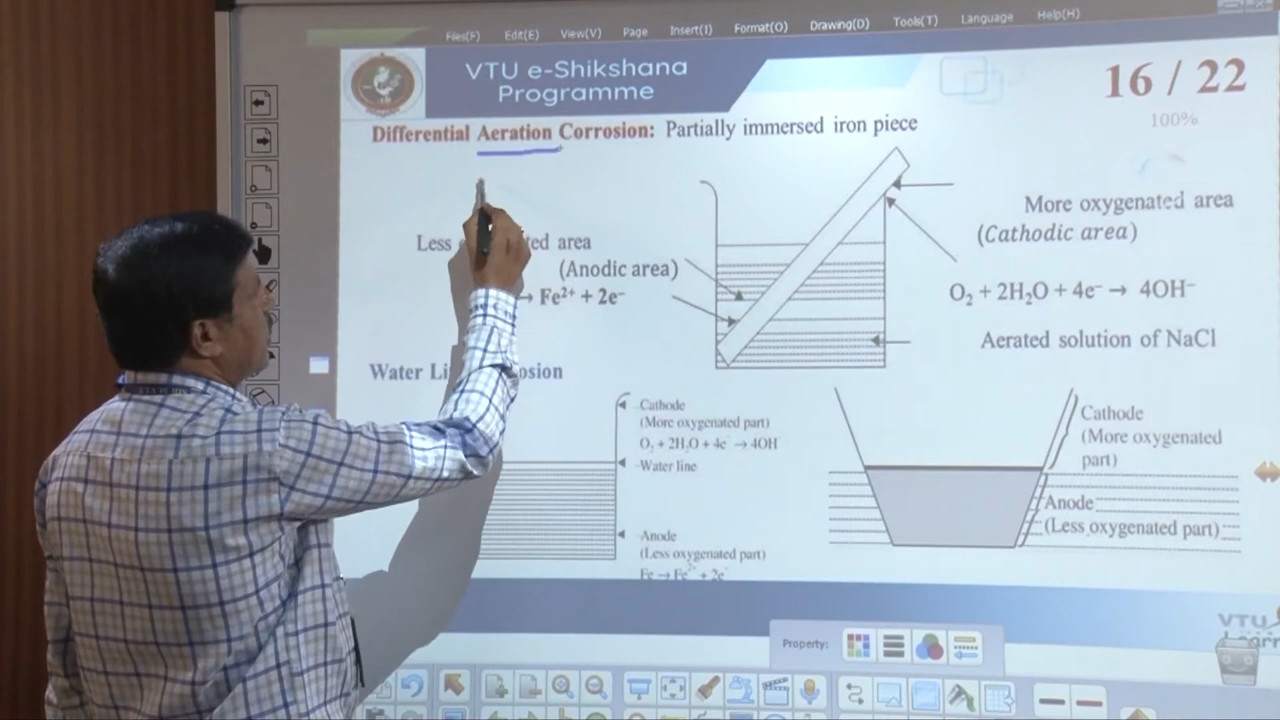 Files(F) Edit(E) View(V) Page Insert(I) Format(O) Drawing(D) Tools(T) Language Help(H)
VTU e-Shikshana
Programme
16 / 22
100%
Differential Aeration Corrosion: Partially immersed iron piece
More oxygenated area
(Cathodic area)
Less area
(Anodic area)
→ Fe²⁺ + 2e⁻
O₂ + 2H₂O + 4e⁻ → 4OH⁻
Aerated solution of NaCl
Water
Cathode
(More oxygenated part)
O₂ + 2H₂O + 4e⁻ → 4OH
Water line
Anode
(Less oxygenated part)
Fe → Fe²⁺ + 2e⁻
Cathode
(More oxygenated
part)
Anode
(Less oxygenated part)
VTU
Property: